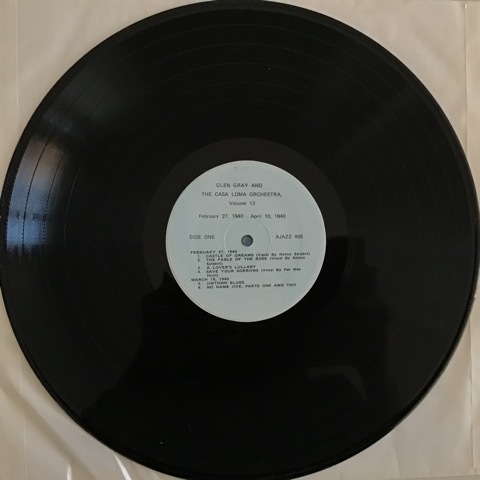 GLEN GRAY AND
THE CASA LOMA ORCHESTRA,
Volume 13
February 27, 1940 - April 10, 1940
SIDE ONE AJAZZ 405
FEBRUARY 27, 1940
1. CASTLE OF DREAMS (Vocal By Kenny Sargent)
2. THE FABLE OF THE ROSE (Vocal By Kenny
Sargent)
3. A LOVER'S LULLABY
4. SAVE YOUR SORROWS (Vocal By Pee Wee
Hunt)
MARCH 18, 1940
5. JIMTOWN BLUES
6. NO NAME JIVE, PARTS ONE AND TWO